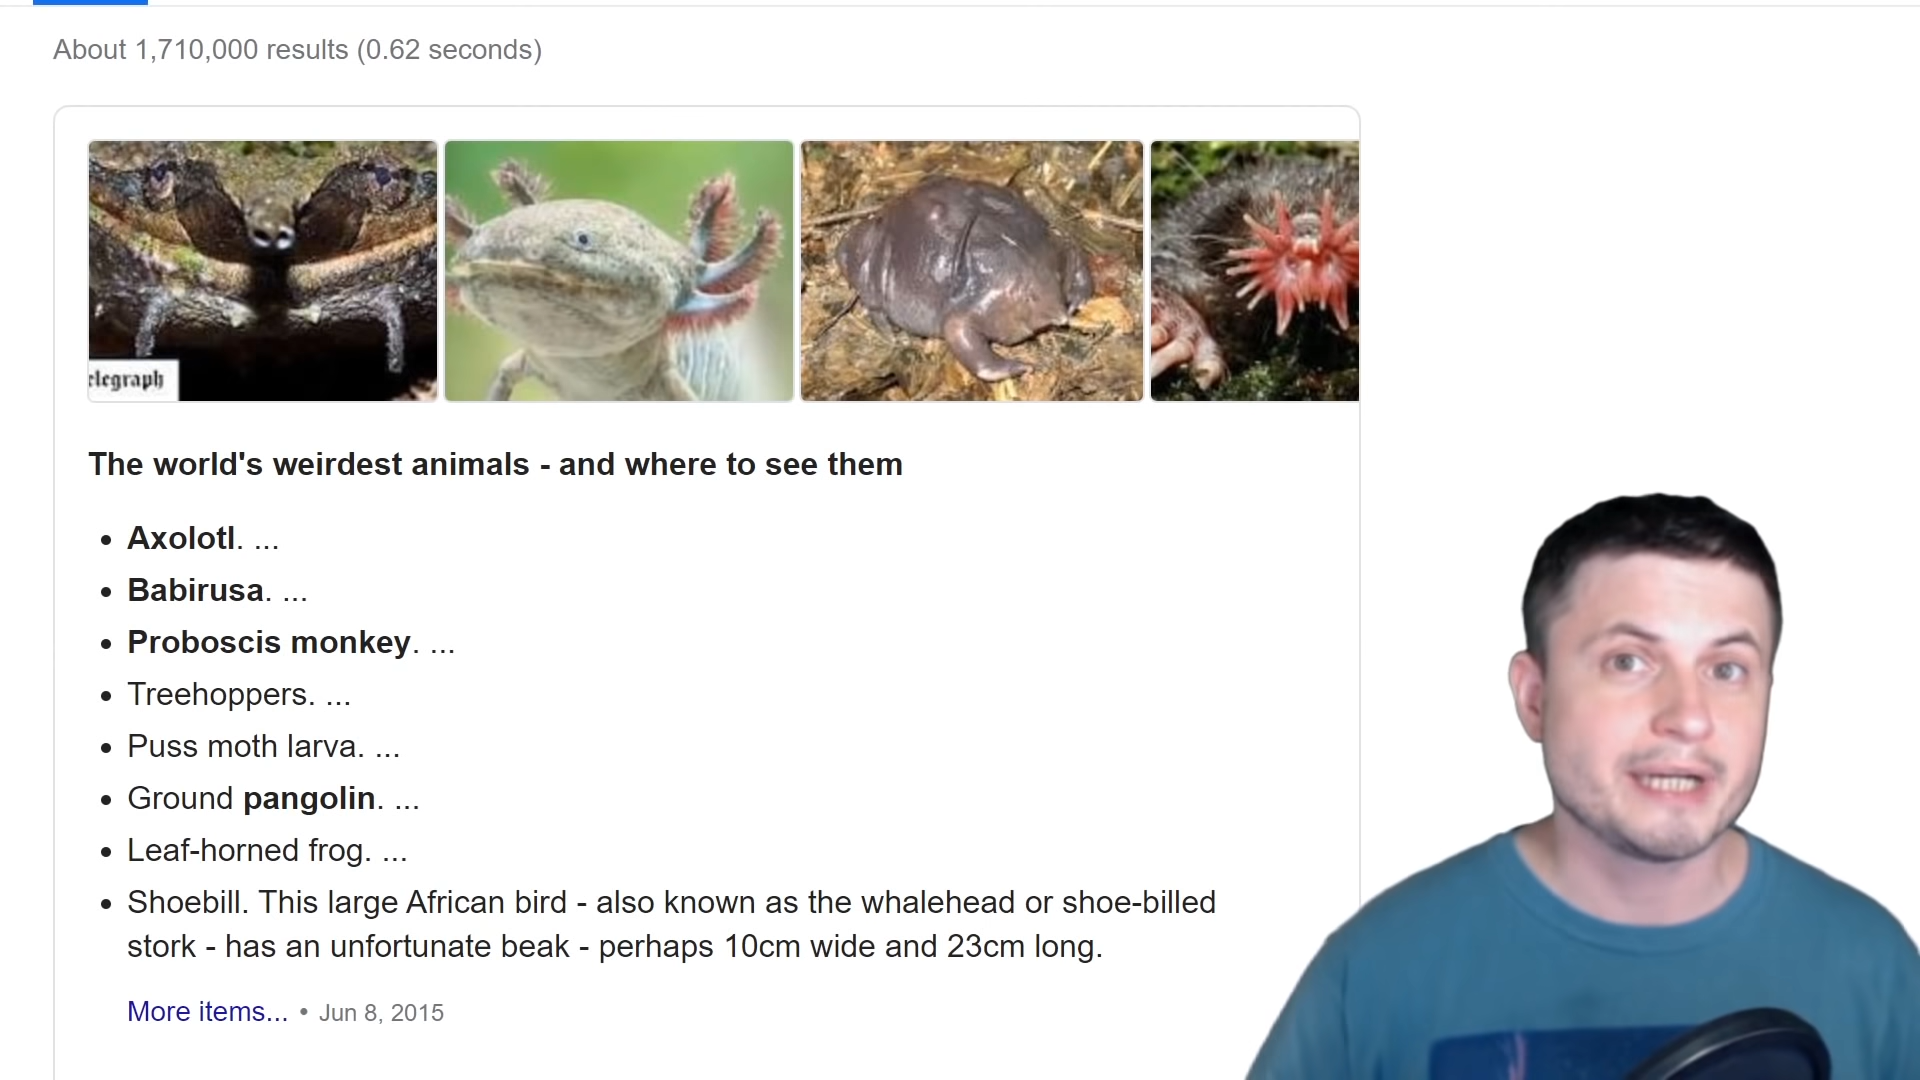 About 1,710,000 results (0.62 seconds)
elegraph
The world's weirdest animals - and where to see them
Axolotl. ...
Babirusa. ...
Proboscis monkey. ...
Treehoppers. ...
Puss moth larva. ...
Ground pangolin. ...
Leaf-horned frog. ...
Shoebill. This large African bird - also known as the whalehead or shoe-billed
stork - has an unfortunate beak - perhaps 10cm wide and 23cm long.
More items... • Jun 8, 2015